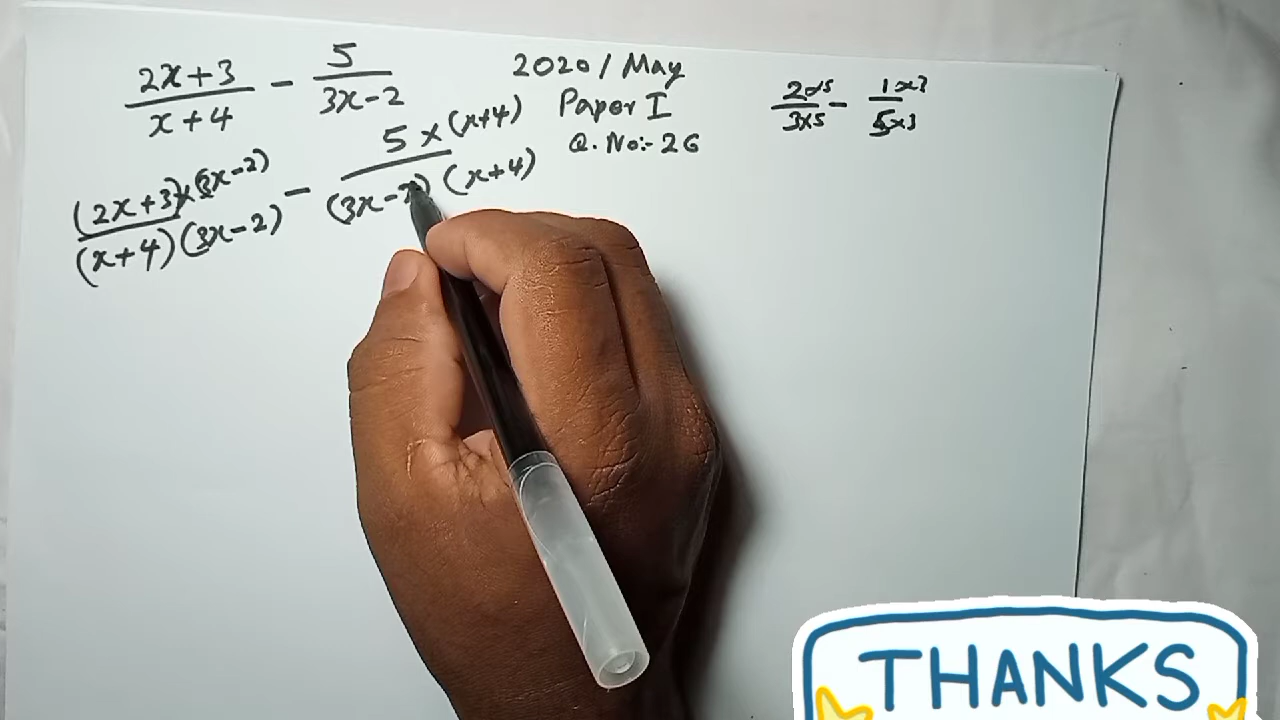 2x+3 / x+4 - 5 / 3x-2
(2x+3)×(3x-2) / (x+4)(3x-2) - 5×(x+4) / (3x-2)(x+4)
2020/May
Paper I
Q. No:- 26
2×5 / 3×5 - 1×3 / 5×3
THANKS